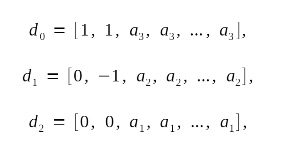 d₀ = [1, 1, a₃, a₃, ..., a₃],
d₁ = [0, −1, a₂, a₂, ..., a₂],
d₂ = [0, 0, a₁, a₁, ..., a₁],